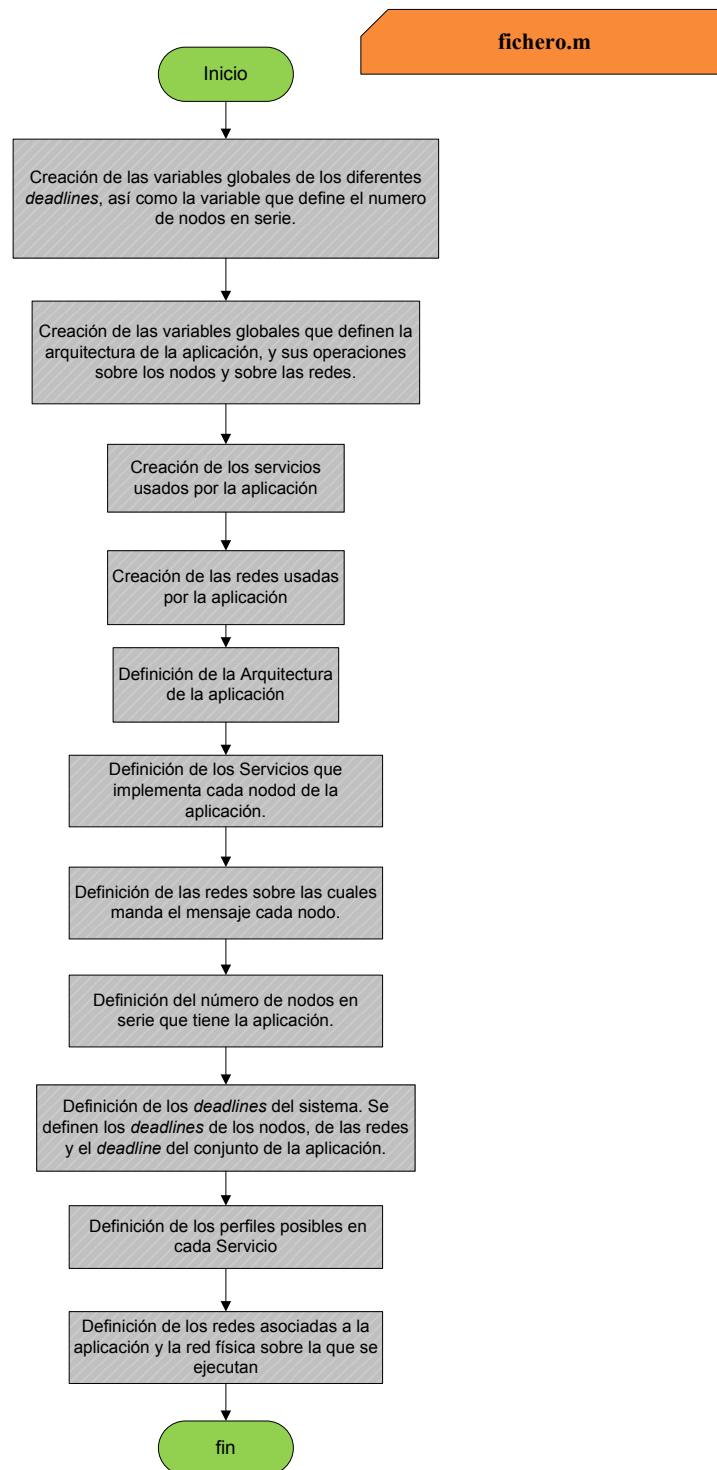 fichero.m
Inicio
Creación de las variables globales de los diferentes
deadlines, así como la variable que define el numero
de nodos en serie.
Creación de las variables globales que definen la
arquitectura de la aplicación, y sus operaciones
sobre los nodos y sobre las redes.
Creación de los servicios
usados por la aplicación
Creación de las redes usadas
por la aplicación
Definición de la Arquitectura
de la aplicación
Definición de los Servicios que
implementa cada nodod de la
aplicación.
Definición de las redes sobre las cuales
manda el mensaje cada nodo.
Definición del número de nodos en
serie que tiene la aplicación.
Definición de los deadlines del sistema. Se
definen los deadlines de los nodos, de las redes
y el deadline del conjunto de la aplicación.
Definición de los perfiles posibles en
cada Servicio
Definición de los redes asociadas a la
aplicación y la red física sobre la que se
ejecutan
fin